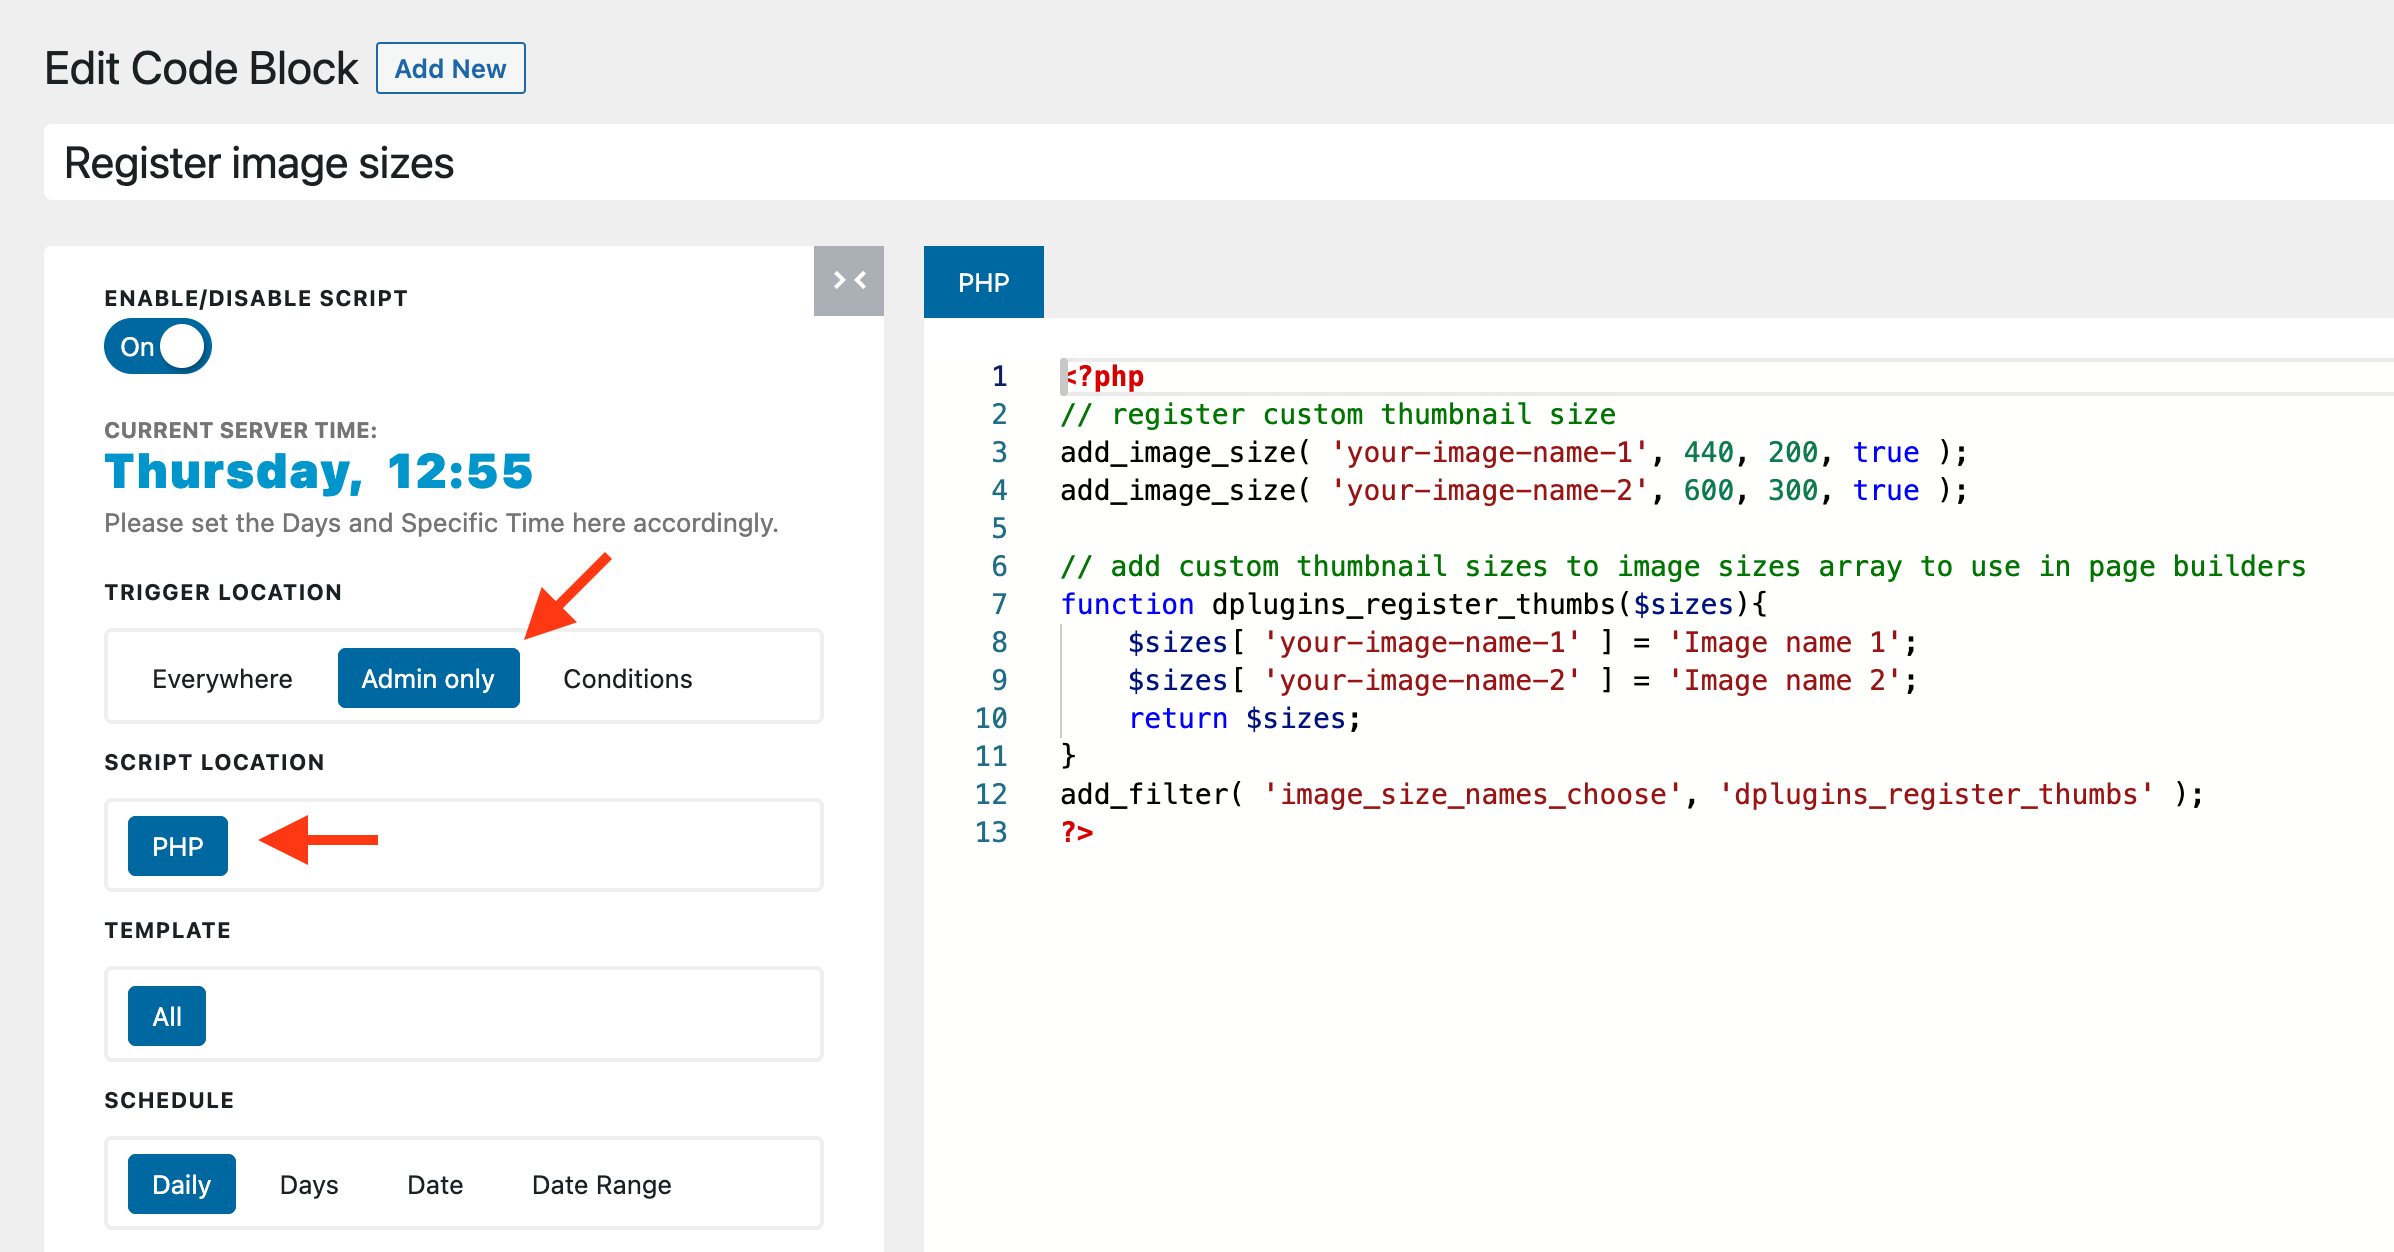 Edit Code Block Add New
Register image sizes
ENABLE/DISABLE SCRIPT
On
CURRENT SERVER TIME:
Thursday, 12:55
Please set the Days and Specific Time here accordingly.
TRIGGER LOCATION
Everywhere Admin only Conditions
SCRIPT LOCATION
PHP
TEMPLATE
All
SCHEDULE
Daily Days Date Date Range
PHP
1 <?php
2 // register custom thumbnail size
3 add_image_size( 'your-image-name-1', 440, 200, true );
4 add_image_size( 'your-image-name-2', 600, 300, true );
5
6 // add custom thumbnail sizes to image sizes array to use in page builders
7 function dplugins_register_thumbs($sizes){
8     $sizes[ 'your-image-name-1' ] = 'Image name 1';
9     $sizes[ 'your-image-name-2' ] = 'Image name 2';
10     return $sizes;
11 }
12 add_filter( 'image_size_names_choose', 'dplugins_register_thumbs' );
13 ?>